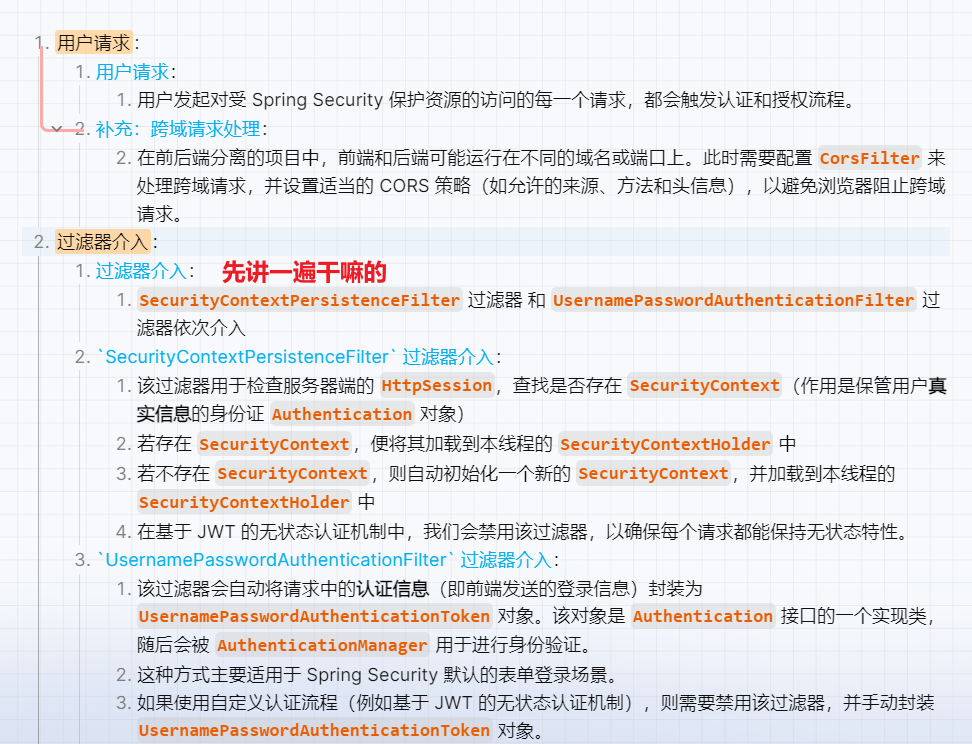 1. 用户请求：
1. 用户请求：
1. 用户发起对受 Spring Security 保护资源的访问的每一个请求，都会触发认证和授权流程。
2. 补充：跨域请求处理：
2. 在前后端分离的项目中，前端和后端可能运行在不同的域名或端口上。此时需要配置 CorsFilter 来
处理跨域请求，并设置适当的 CORS 策略（如允许的来源、方法和头信息），以避免浏览器阻止跨域
请求。
2. 过滤器介入：
1. 过滤器介入： 先讲一遍干嘛的
1. SecurityContextPersistenceFilter 过滤器 和 UsernamePasswordAuthenticationFilter 过
滤器依次介入
2. `SecurityContextPersistenceFilter` 过滤器介入：
1. 该过滤器用于检查服务器端的 HttpSession，查找是否存在 SecurityContext（作用是保管用户真
实信息的身份证 Authentication 对象）
2. 若存在 SecurityContext，便将其加载到本线程的 SecurityContextHolder 中
3. 若不存在 SecurityContext，则自动初始化一个新的 SecurityContext，并加载到本线程的
SecurityContextHolder 中
4. 在基于 JWT 的无状态认证机制中，我们会禁用该过滤器，以确保每个请求都能保持无状态特性。
3. `UsernamePasswordAuthenticationFilter` 过滤器介入：
1. 该过滤器会自动将请求中的认证信息（即前端发送的登录信息）封装为
UsernamePasswordAuthenticationToken 对象。该对象是 Authentication 接口的一个实现类，
随后会被 AuthenticationManager 用于进行身份验证。
2. 这种方式主要适用于 Spring Security 默认的表单登录场景。
3. 如果使用自定义认证流程（例如基于 JWT 的无状态认证机制），则需要禁用该过滤器，并手动封装
UsernamePasswordAuthenticationToken 对象。